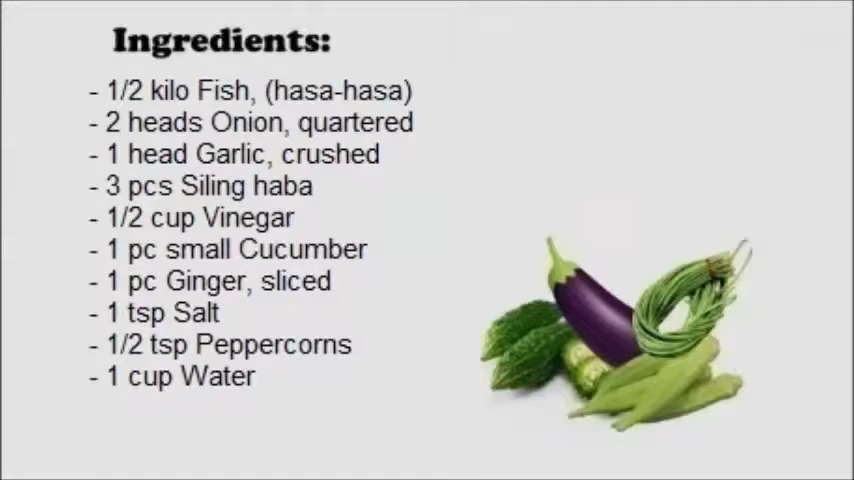 Ingredients:
- 1/2 kilo Fish, (hasa-hasa)
- 2 heads Onion, quartered
- 1 head Garlic, crushed
- 3 pcs Siling haba
- 1/2 cup Vinegar
- 1 pc small Cucumber
- 1 pc Ginger, sliced
- 1 tsp Salt
- 1/2 tsp Peppercorns
- 1 cup Water